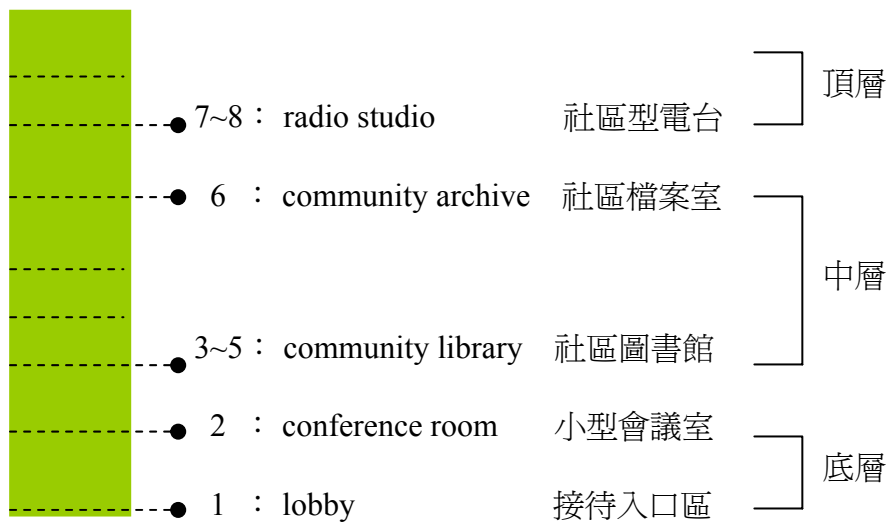 頂層
7~8： radio studio 社區型電台
6 ： community archive 社區檔案室
中層
3~5： community library 社區圖書館
2 ： conference room 小型會議室
底層
1 ： lobby 接待入口區